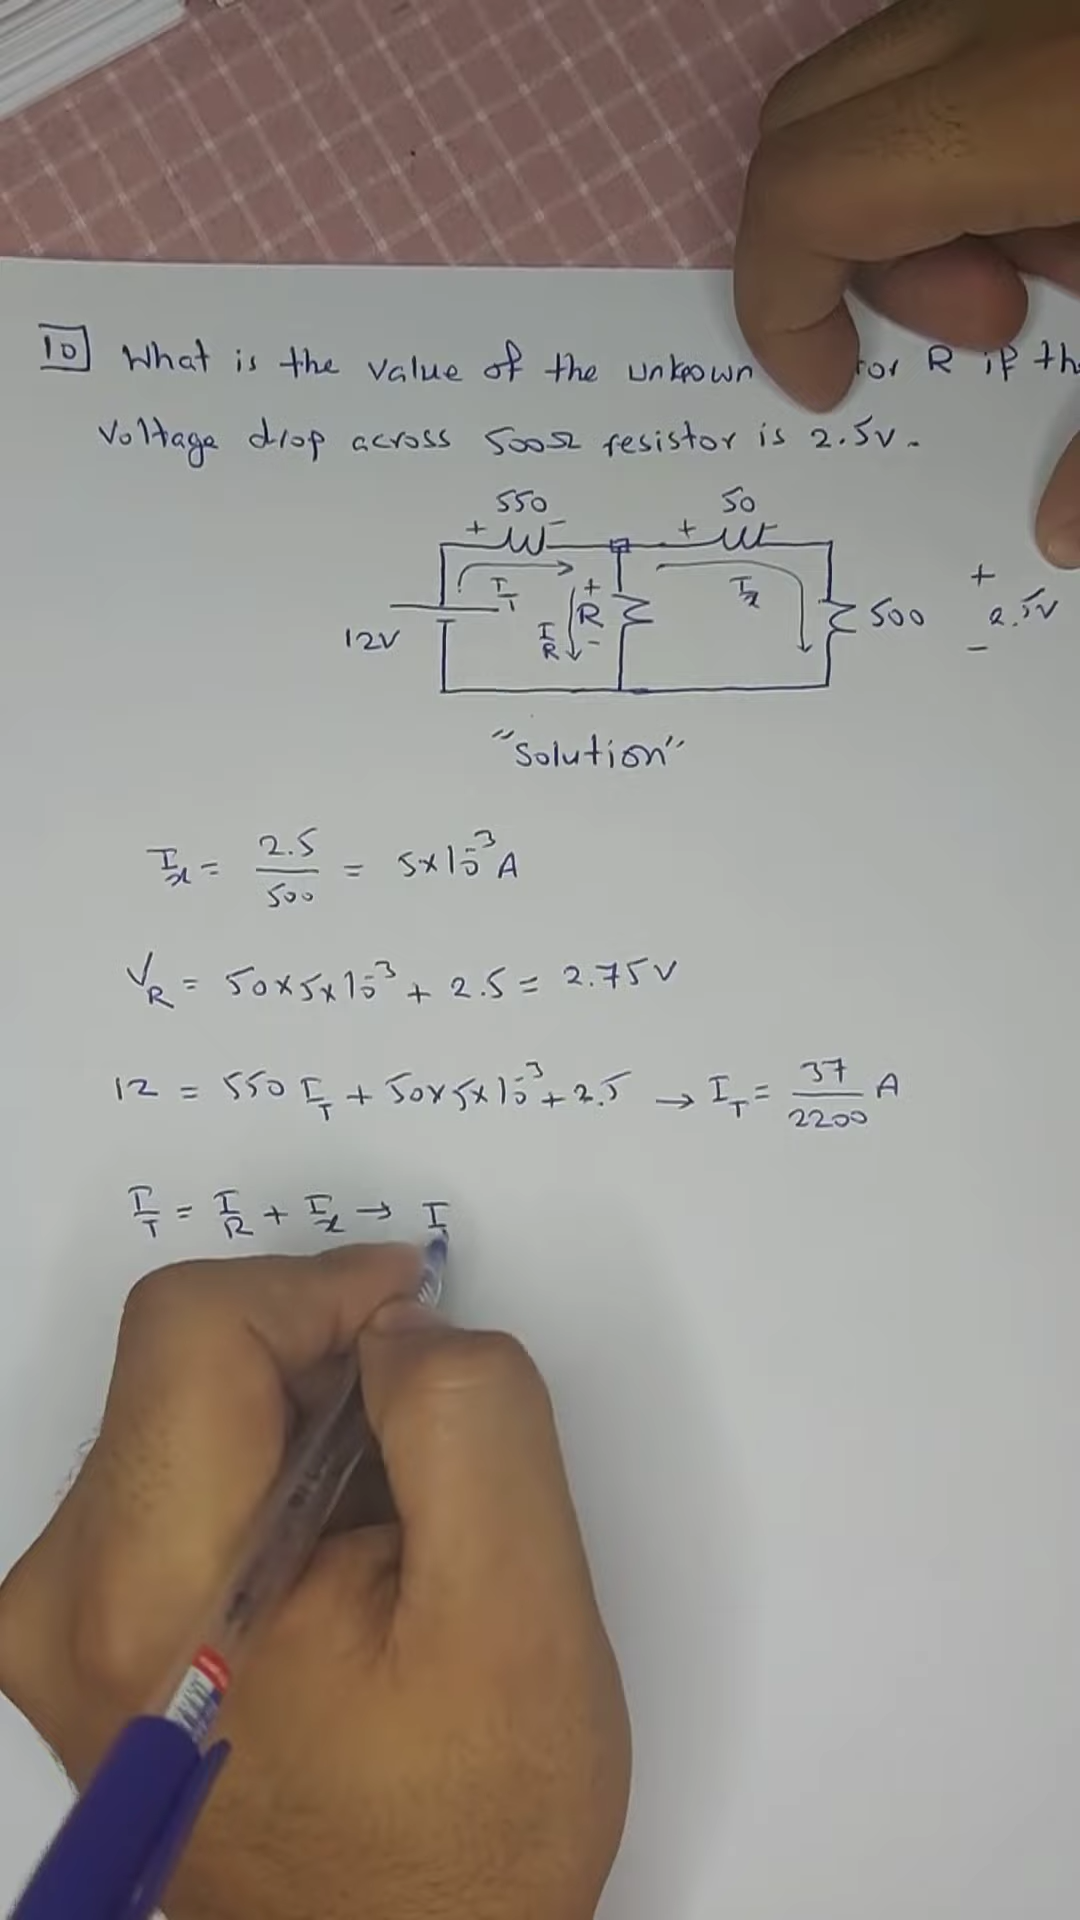 10 What is the value of the unknown or R if th
Voltage drop across 500Ω resistor is 2.5v.
550 50
+ - + -
12V I_T I_R + R - I_x 500 + 2.5V -
"Solution"
I_x = 2.5/500 = 5×10^-3 A
V_R = 50×5×10^-3 + 2.5 = 2.75V
12 = 550 I_T + 50×5×10^-3 + 2.5 → I_T = 37/2200 A
I_T = I_R + I_x → I